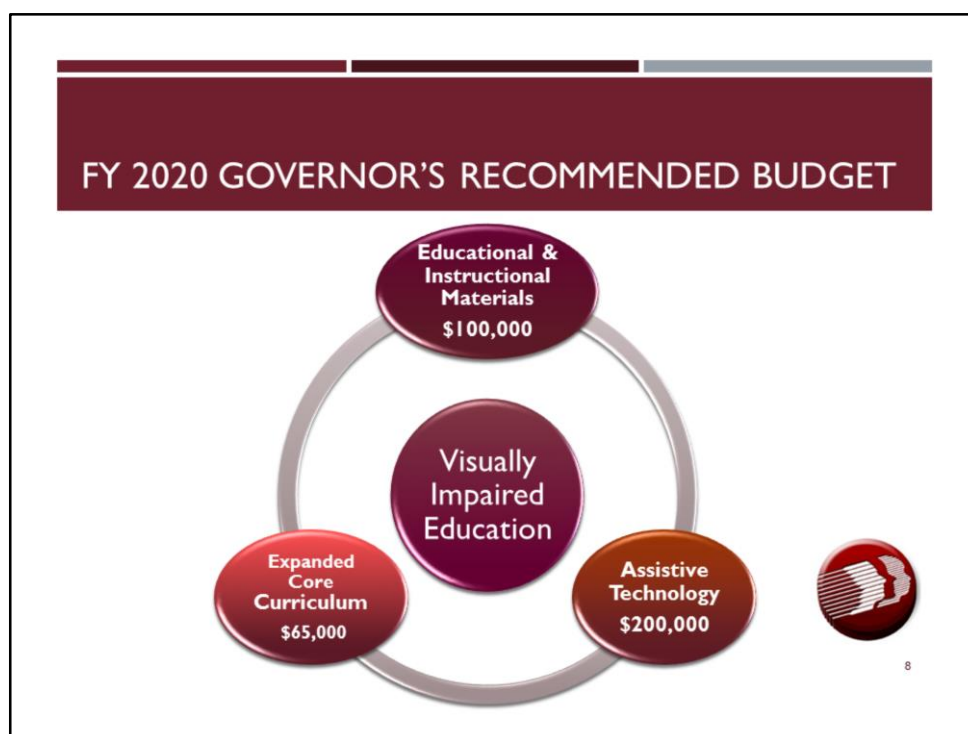 FY 2020 GOVERNOR'S RECOMMENDED BUDGET
Educational &
Instructional
Materials
$100,000
Visually
Impaired
Education
Expanded
Core
Curriculum
$65,000
Assistive
Technology
$200,000
8